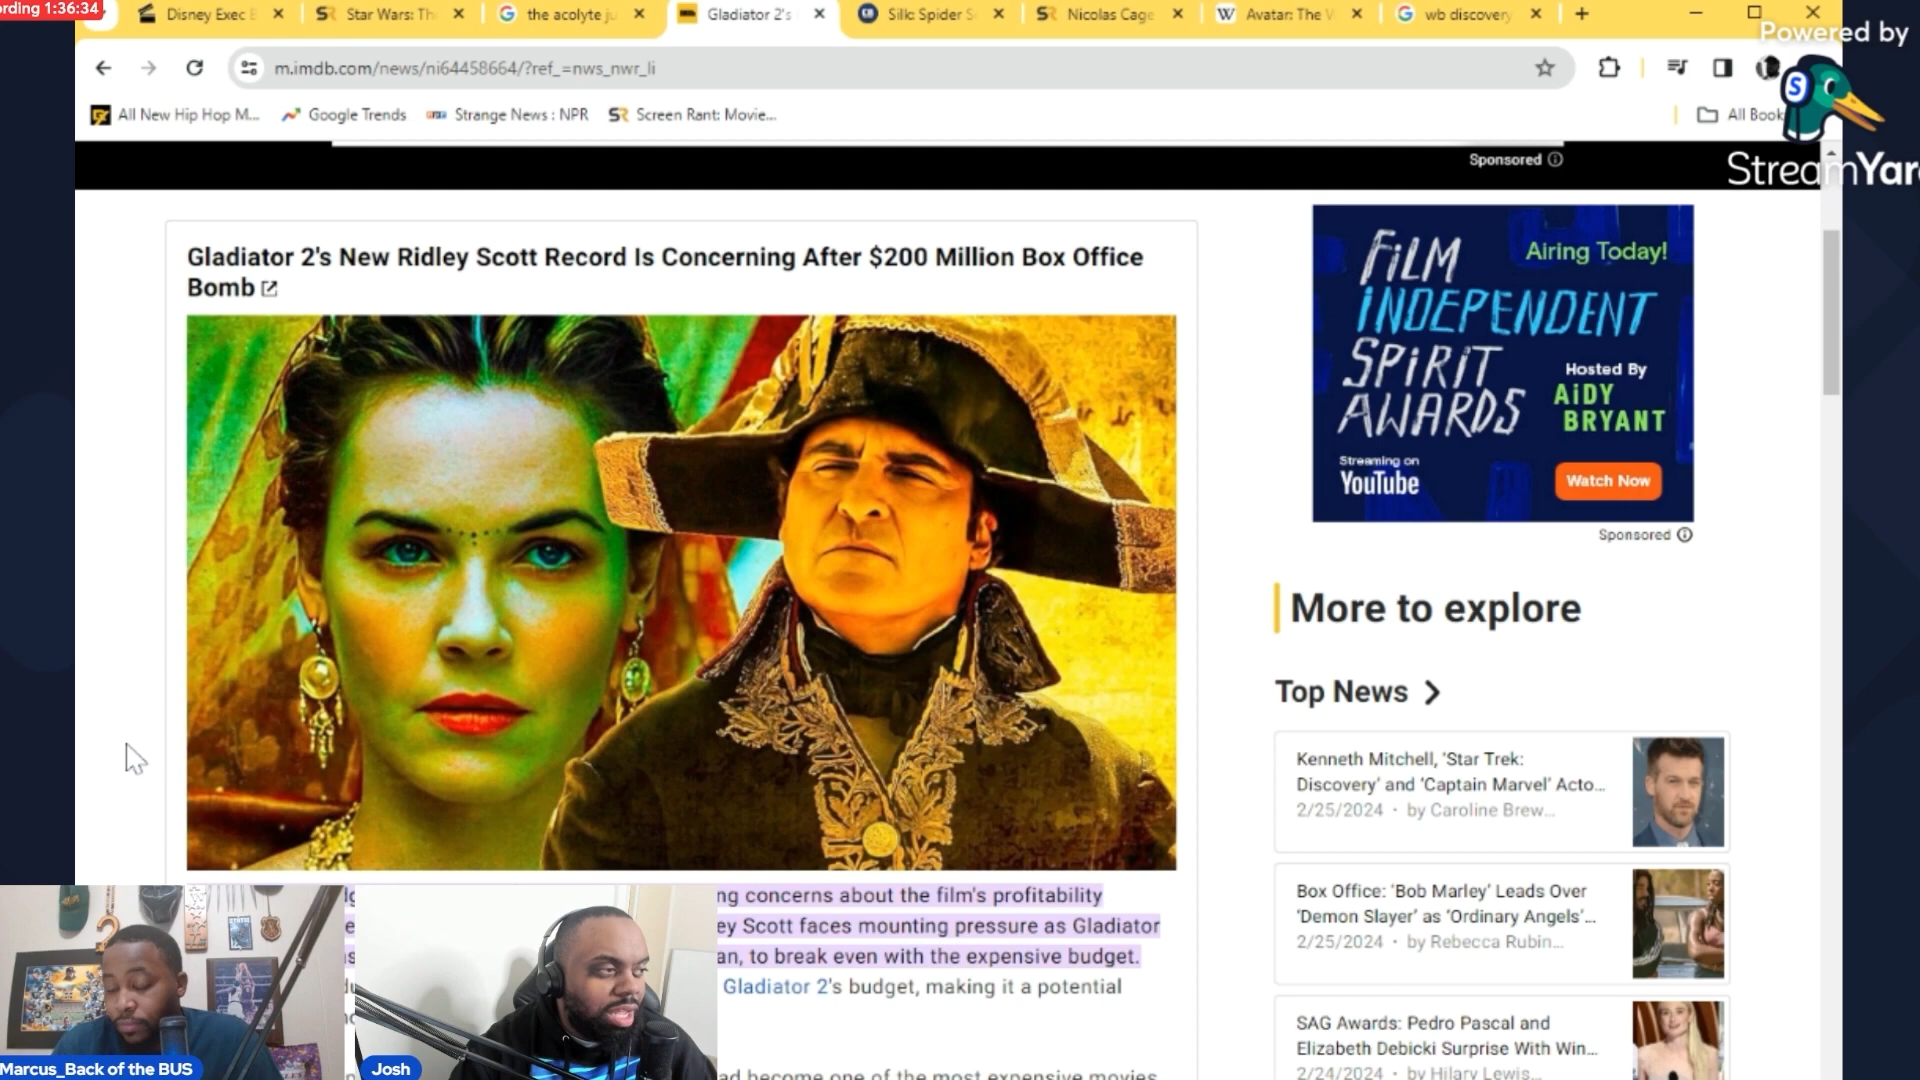 ording 1:36:34
Disney Exec
Star Wars: Th
the acolyte ju
Gladiator 2's
Silk: Spider S
Nicolas Cage
W Avatar: The W
wb discovery
Powered by
m.imdb.com/news/ni64458664/?ref_=nws_nwr_li
All New Hip Hop M...
Google Trends
Strange News : NPR
SR Screen Rant: Movie...
All Book
S
StreamYar
Sponsored
Gladiator 2's New Ridley Scott Record Is Concerning After $200 Million Box Office
Bomb
FiLM
iNDEPENDENT
SPiRiT
AWARDS
Airing Today!
Hosted By
AiDY
BRYANT
Streaming on
YouTube
Watch Now
Sponsored
More to explore
Top News
Kenneth Mitchell, 'Star Trek:
Discovery' and 'Captain Marvel' Acto...
2/25/2024 · by Caroline Brew...
Box Office: 'Bob Marley' Leads Over
'Demon Slayer' as 'Ordinary Angels'...
2/25/2024 · by Rebecca Rubin...
SAG Awards: Pedro Pascal and
Elizabeth Debicki Surprise With Win...
2/24/2024 · by Hilary Lewis...
ng concerns about the film's profitability
ey Scott faces mounting pressure as Gladiator
an, to break even with the expensive budget.
Gladiator 2's budget, making it a potential
ad become one of the most expensive movies
Marcus_Back of the BUS
Josh